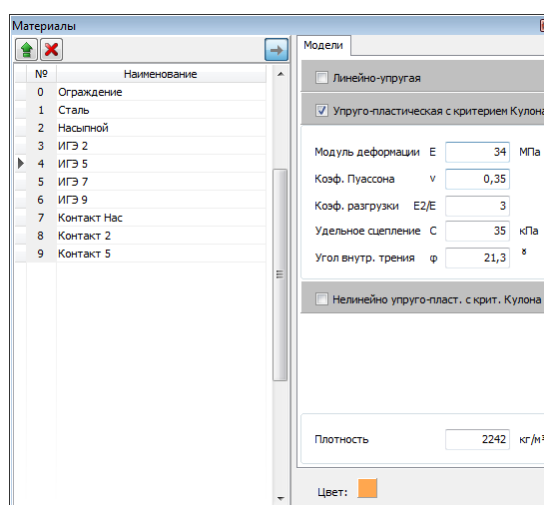 Материалы
Модели
№ Наименование
0 Ограждение
1 Сталь
2 Насыпной
3 ИГЭ 2
4 ИГЭ 5
5 ИГЭ 7
6 ИГЭ 9
7 Контакт Нас
8 Контакт 2
9 Контакт 5
Линейно-упругая
Упруго-пластическая с критерием Кулона
Модуль деформации E 34 МПа
Коэф. Пуассона ν 0,35
Коэф. разгрузки E2/E 3
Удельное сцепление C 35 кПа
Угол внутр. трения φ 21,3 °
Нелинейно упруго-пласт. с крит. Кулона
Плотность 2242 кг/м³
Цвет: